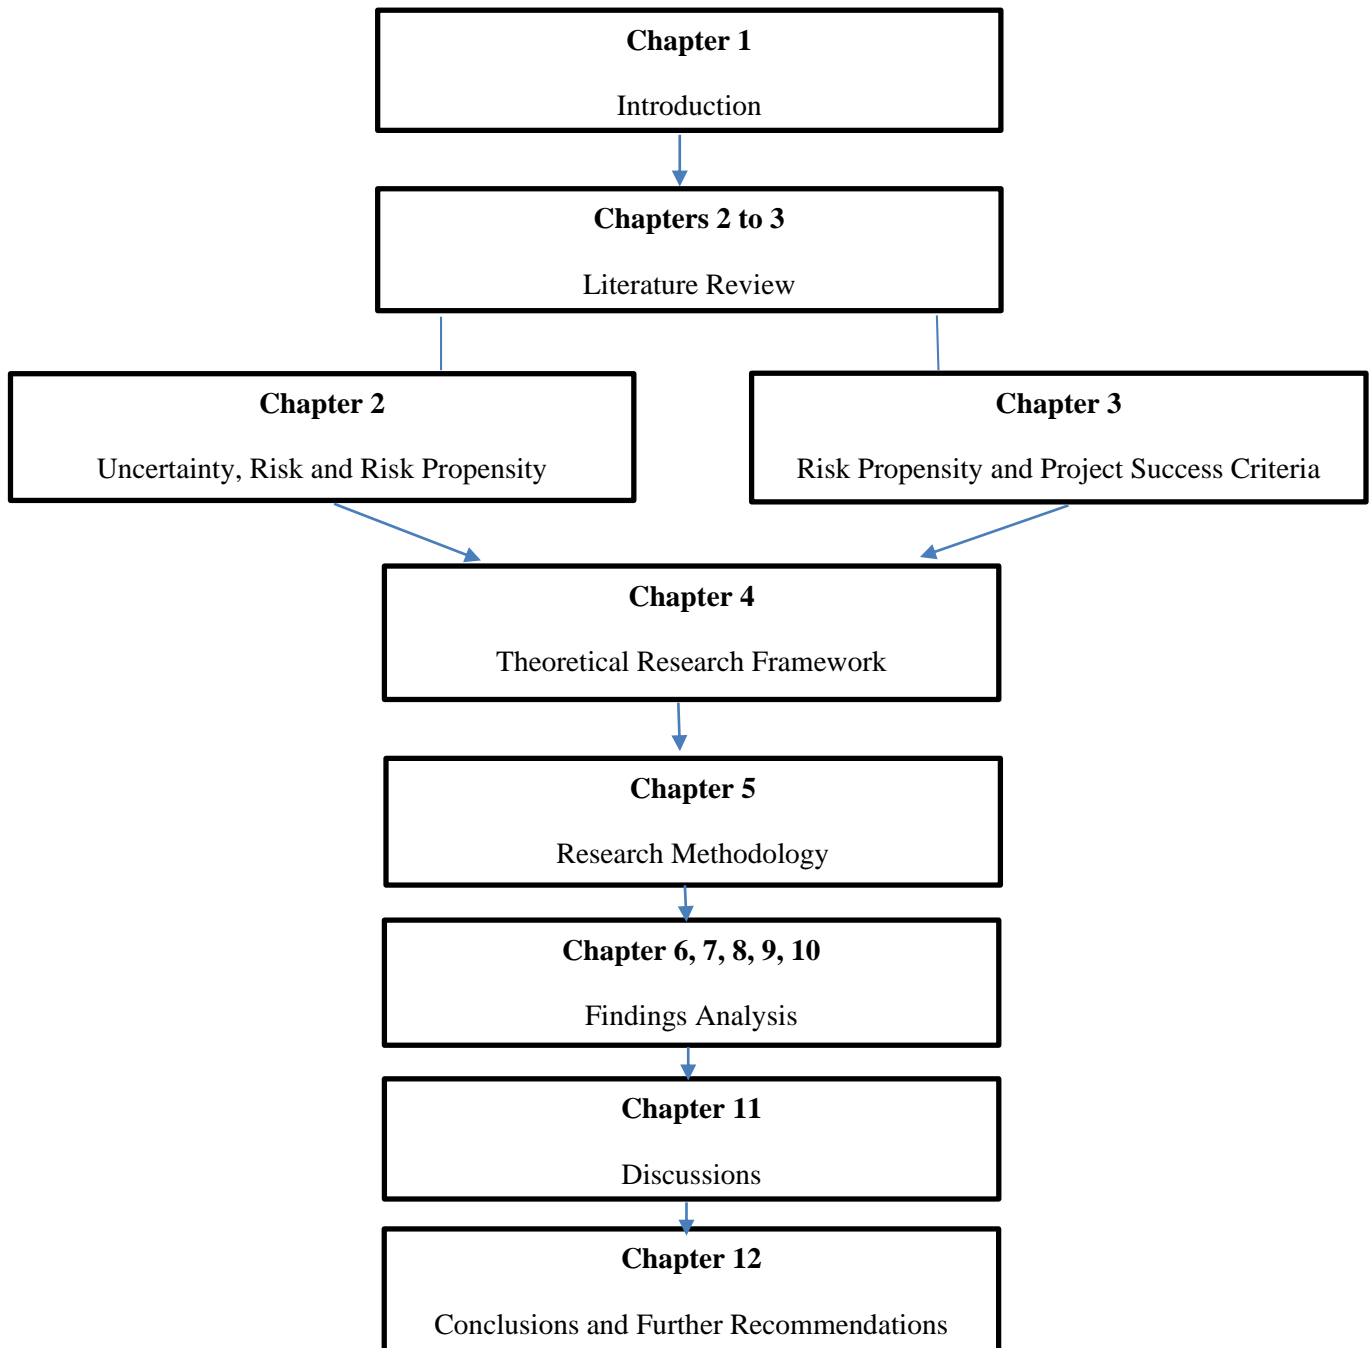 Chapter 1
Introduction
Chapters 2 to 3
Literature Review
Chapter 2
Uncertainty, Risk and Risk Propensity
Chapter 3
Risk Propensity and Project Success Criteria
Chapter 4
Theoretical Research Framework
Chapter 5
Research Methodology
Chapter 6, 7, 8, 9, 10
Findings Analysis
Chapter 11
Discussions
Chapter 12
Conclusions and Further Recommendations